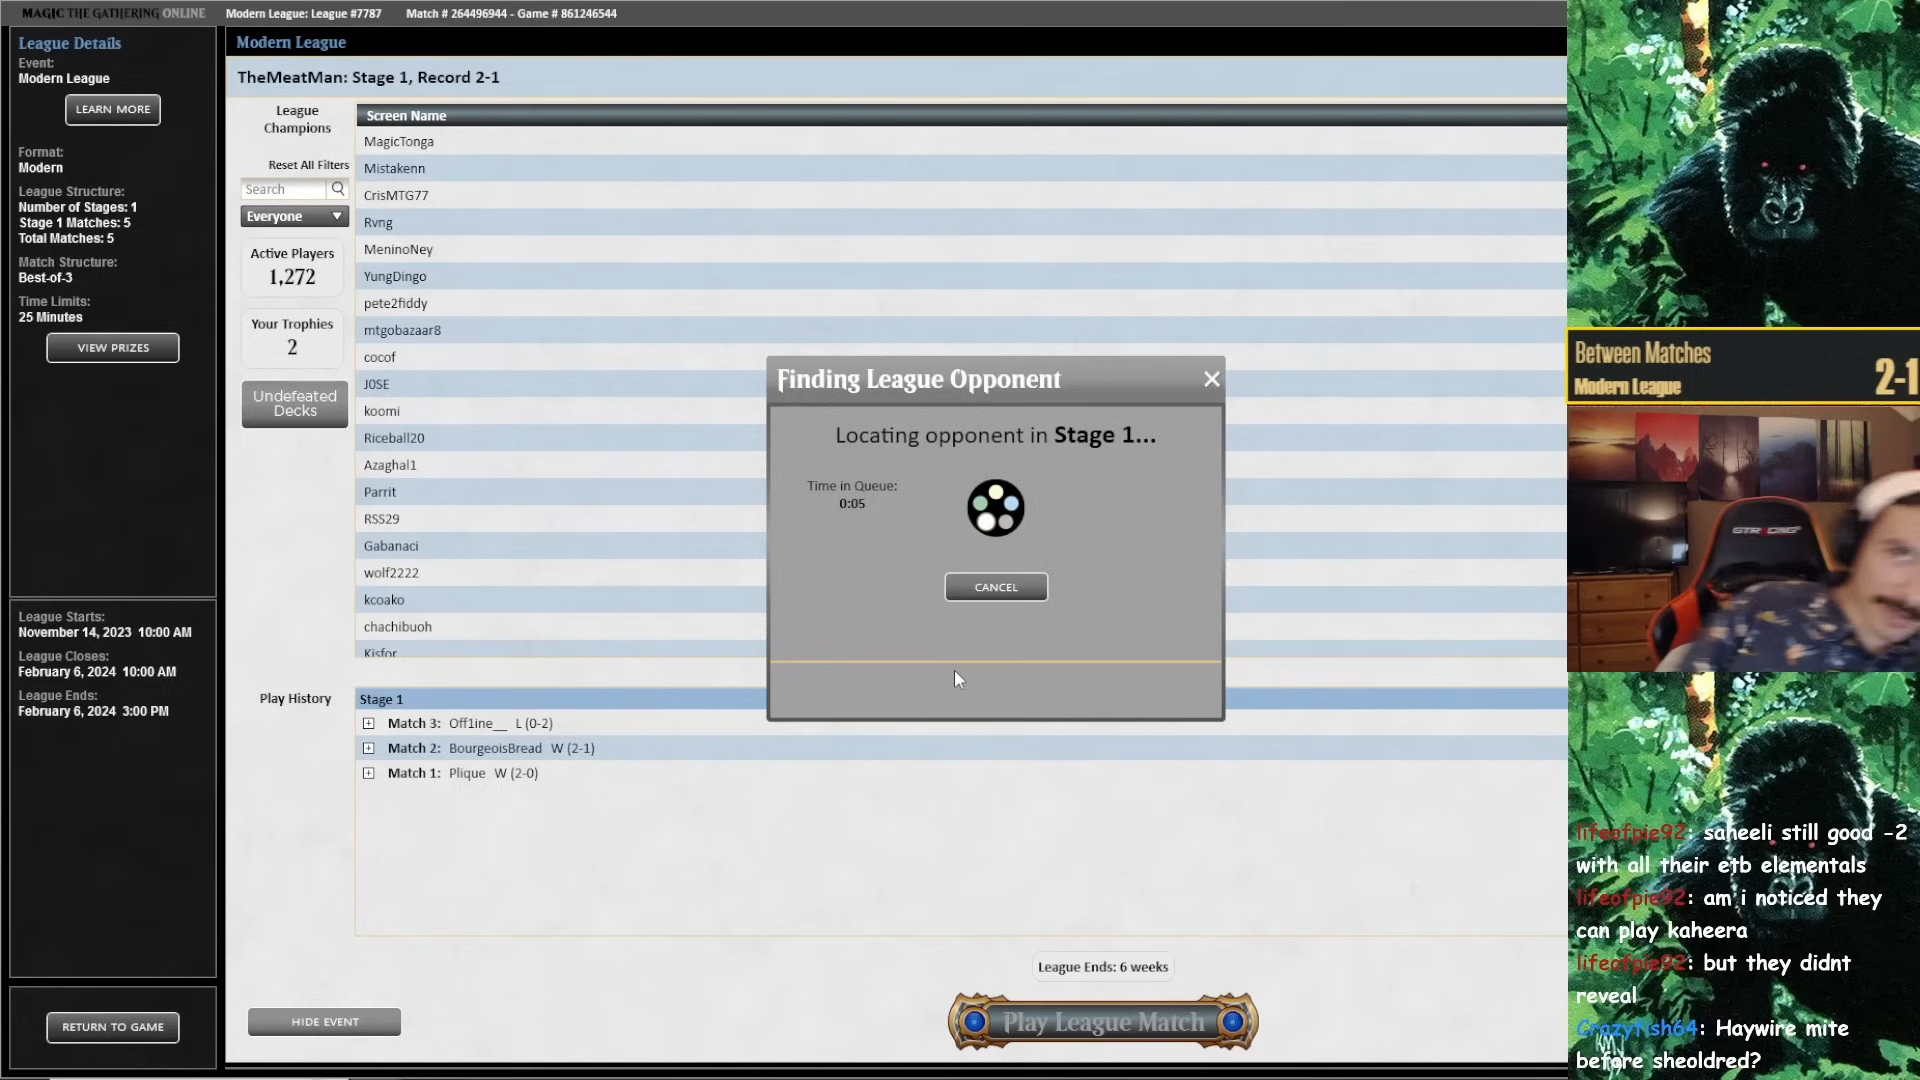 MAGIC THE GATHERING ONLINE
Modern League: League #7787
Match # 264496944 - Game # 861246544
League Details
Event:
Modern League
LEARN MORE
Format:
Modern
League Structure:
Number of Stages: 1
Stage 1 Matches: 5
Total Matches: 5
Match Structure:
Best-of-3
Time Limits:
25 Minutes
VIEW PRIZES
League Starts:
November 14, 2023 10:00 AM
League Closes:
February 6, 2024 10:00 AM
League Ends:
February 6, 2024 3:00 PM
RETURN TO GAME
Modern League
TheMeatMan: Stage 1, Record 2-1
League
Champions
Reset All Filters
Search
Everyone
Active Players
1,272
Your Trophies
2
Undefeated
Decks
Screen Name
MagicTonga
Mistakenn
CrisMTG77
Rvng
MeninoNey
YungDingo
pete2fiddy
mtgobazaar8
cocof
J0SE
koomi
Riceball20
Azaghal1
Parrit
RSS29
Gabanaci
wolf2222
kcoako
chachibuoh
Kisfor
Finding League Opponent
Locating opponent in Stage 1...
Time in Queue:
0:05
CANCEL
Play History
Stage 1
Match 3: Off1ine__ L (0-2)
Match 2: BourgeoisBread W (2-1)
Match 1: Plique W (2-0)
League Ends: 6 weeks
HIDE EVENT
Play League Match
Between Matches
Modern League
2-1
GTRACING
lifeofpie92: saheeli still good -2
with all their etb elementals
lifeofpie92: am i noticed they
can play kaheera
lifeofpie92: but they didnt
reveal
Crazyfish64: Haywire mite
before sheoldred?